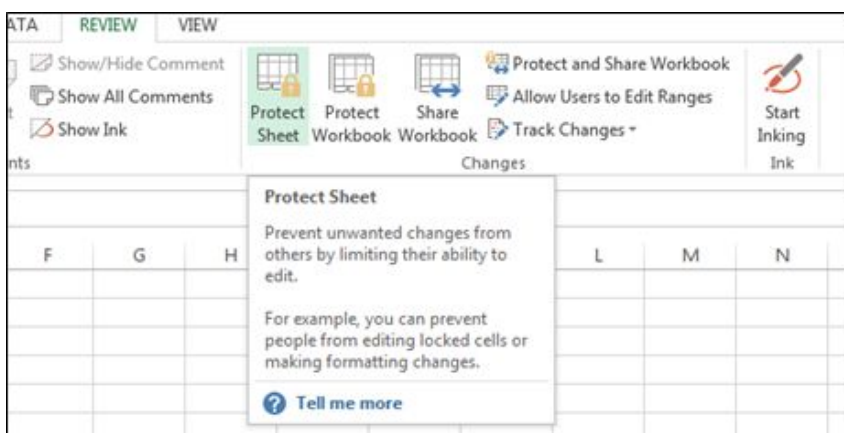 ATA REVIEW VIEW
Show/Hide Comment
Show All Comments
Show Ink
nts
Protect Sheet
Protect Workbook
Share Workbook
Protect and Share Workbook
Allow Users to Edit Ranges
Track Changes
Changes
Start Inking
Ink
Protect Sheet
Prevent unwanted changes from
others by limiting their ability to
edit.
For example, you can prevent
people from editing locked cells or
making formatting changes.
Tell me more
F G H L M N